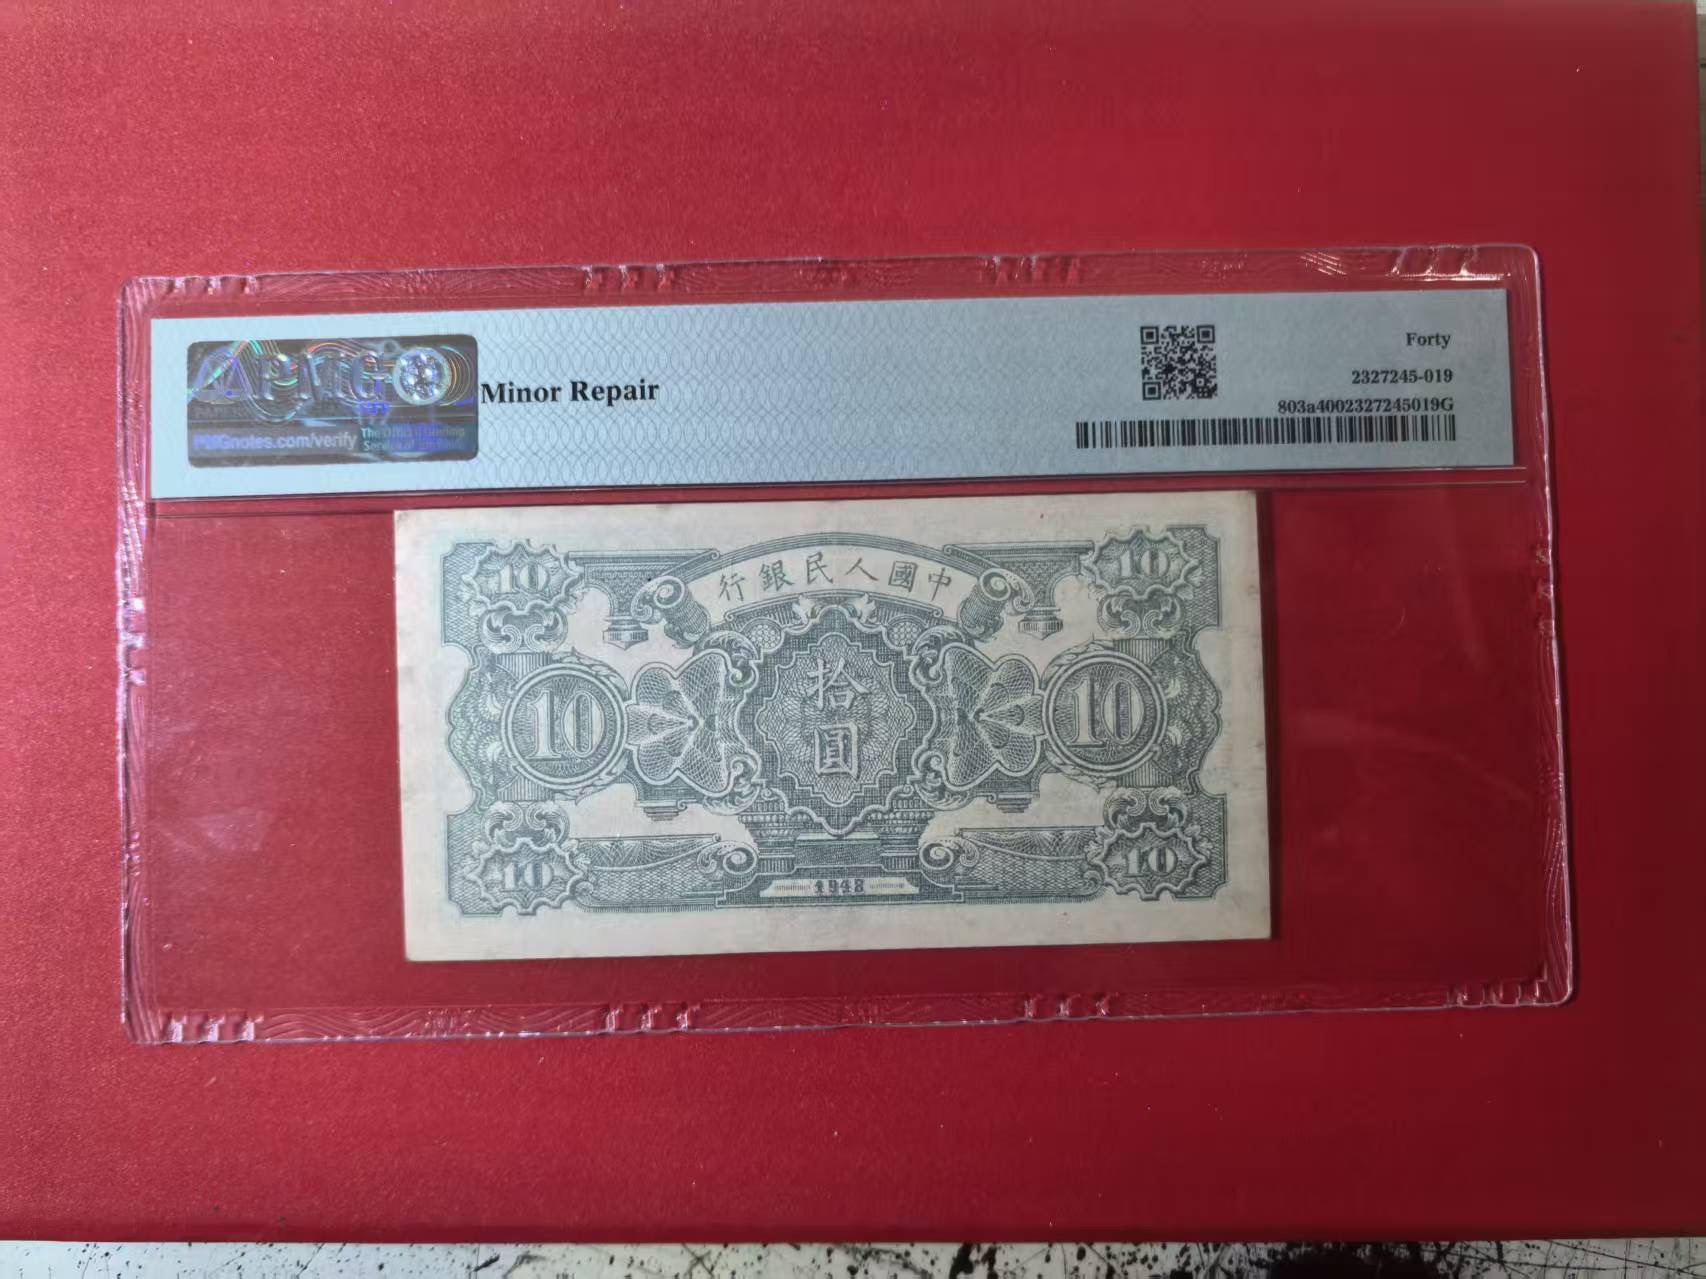 PMG
PMGnotes.com/verify
Minor Repair
Forty
2327245-019
803a4002327245019G
行銀民人國中
10 10
拾
圓
10 10
10 10
1948